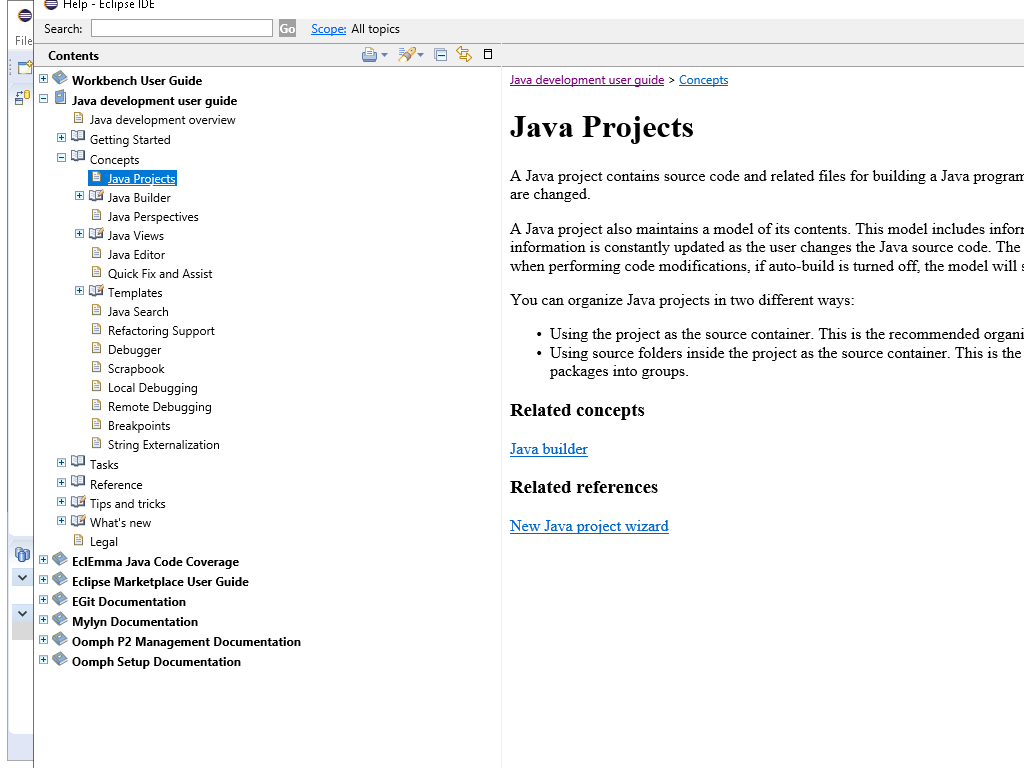 Help - Eclipse IDE
Search:
Go
Scope:
All topics
File
Contents
Workbench User Guide
Java development user guide
Java development overview
Getting Started
Concepts
Java Projects
Java Builder
Java Perspectives
Java Views
Java Editor
Quick Fix and Assist
Templates
Java Search
Refactoring Support
Debugger
Scrapbook
Local Debugging
Remote Debugging
Breakpoints
String Externalization
Tasks
Reference
Tips and tricks
What's new
Legal
EclEmma Java Code Coverage
Eclipse Marketplace User Guide
EGit Documentation
Mylyn Documentation
Oomph P2 Management Documentation
Oomph Setup Documentation
Java development user guide > Concepts
Java Projects
A Java project contains source code and related files for building a Java program
are changed.
A Java project also maintains a model of its contents. This model includes
information is constantly updated as the user changes the Java source code. The
when performing code modifications, if auto-build is turned off, the model will
You can organize Java projects in two different ways:
• Using the project as the source container. This is the recommended
• Using source folders inside the project as the source container. This is the
packages into groups.
Related concepts
Java builder
Related references
New Java project wizard